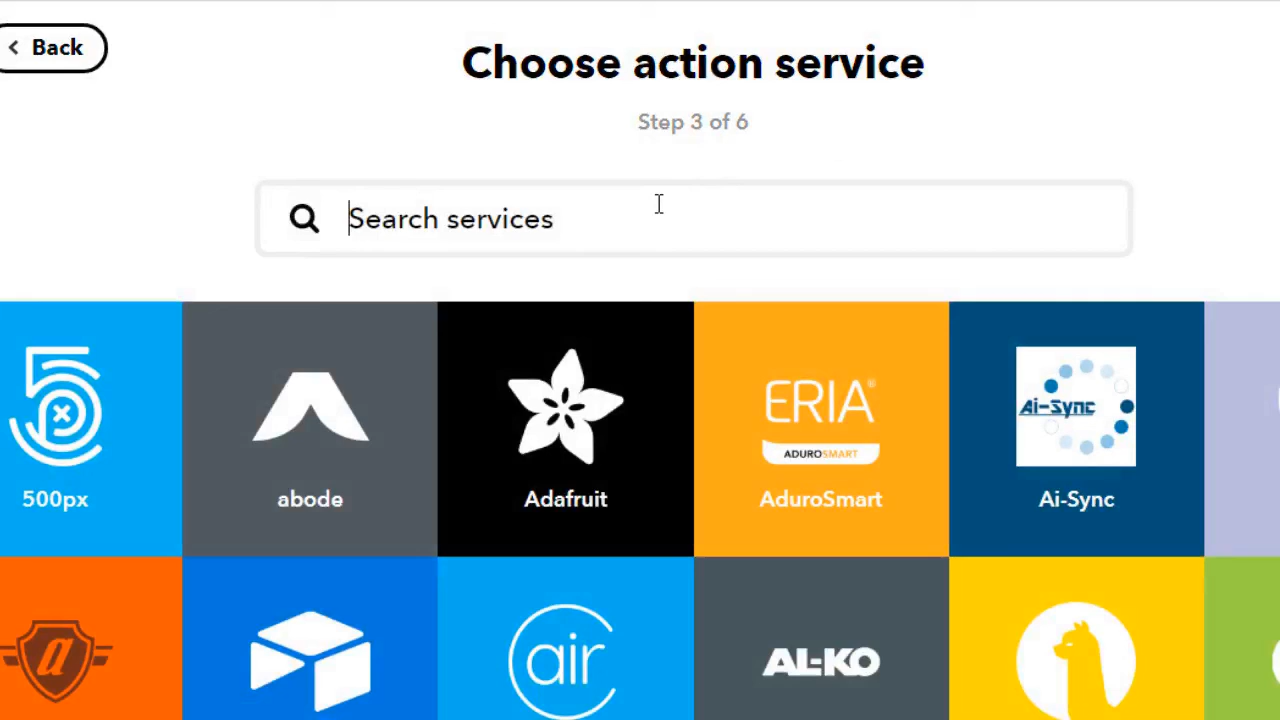 Back
Choose action service
Step 3 of 6
Search services
5
ERIA®
ADUROSMART
Ai-Sync
500px
abode
Adafruit
AduroSmart
Ai-Sync
a
air
AL-KO